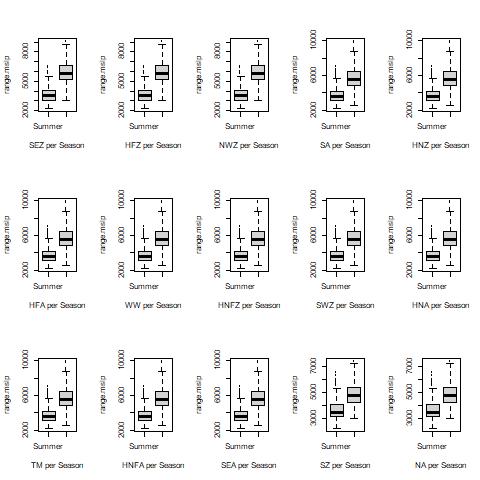 range.mslp 2000 5000 8000 Summer SEZ per Season
range.mslp 2000 5000 8000 Summer HFZ per Season
range.mslp 2000 5000 8000 Summer NWZ per Season
range.mslp 2000 6000 10000 Summer SA per Season
range.mslp 2000 6000 10000 Summer HNZ per Season
range.mslp 2000 6000 10000 Summer HFA per Season
range.mslp 2000 6000 10000 Summer WW per Season
range.mslp 2000 6000 10000 Summer HNFZ per Season
range.mslp 2000 6000 10000 Summer SWZ per Season
range.mslp 2000 6000 10000 Summer HNA per Season
range.mslp 2000 6000 10000 Summer TM per Season
range.mslp 2000 6000 10000 Summer HNFA per Season
range.mslp 2000 6000 10000 Summer SEA per Season
range.mslp 3000 5000 7000 Summer SZ per Season
range.mslp 3000 5000 7000 Summer NA per Season